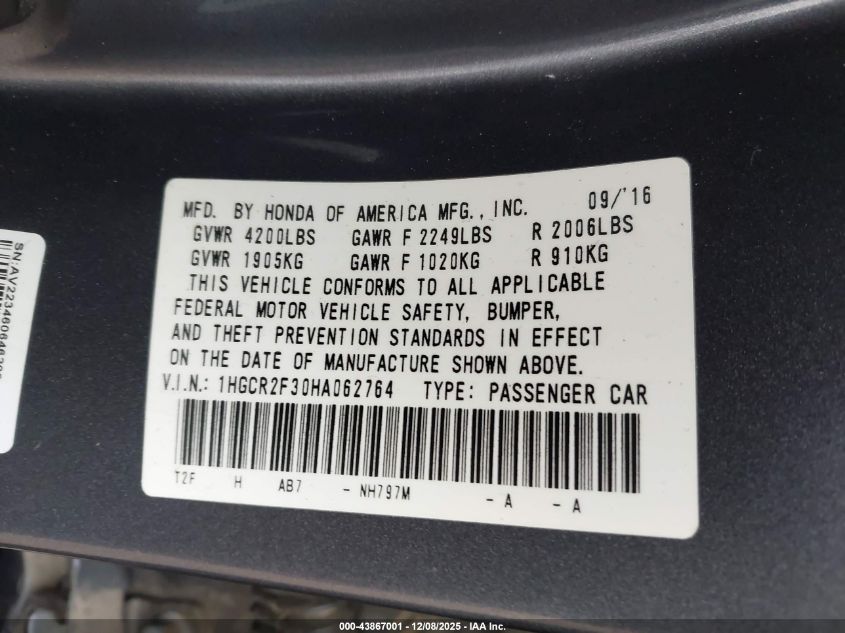 MFD. BY HONDA OF AMERICA MFG., INC. 09/'16
GVWR 4200LBS GAWR F 2249LBS R 2006LBS
GVWR 1905KG GAWR F 1020KG R 910KG
THIS VEHICLE CONFORMS TO ALL APPLICABLE
FEDERAL MOTOR VEHICLE SAFETY, BUMPER,
AND THEFT PREVENTION STANDARDS IN EFFECT
ON THE DATE OF MANUFACTURE SHOWN ABOVE.
V.I.N.: 1HGCR2F30HA062764 TYPE: PASSENGER CAR
T2F H AB7 - NH797M - A - A
000-43867001 - 12/08/2025 - IAA Inc.